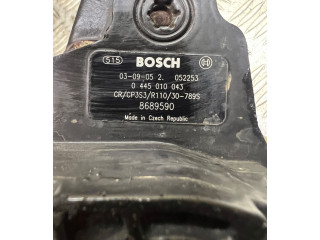 515 BOSCH
03-09-05 2. 052253
0 445 010 043
CR/CP3S3/R110/30-789S
8689590
Made in Czech Republic